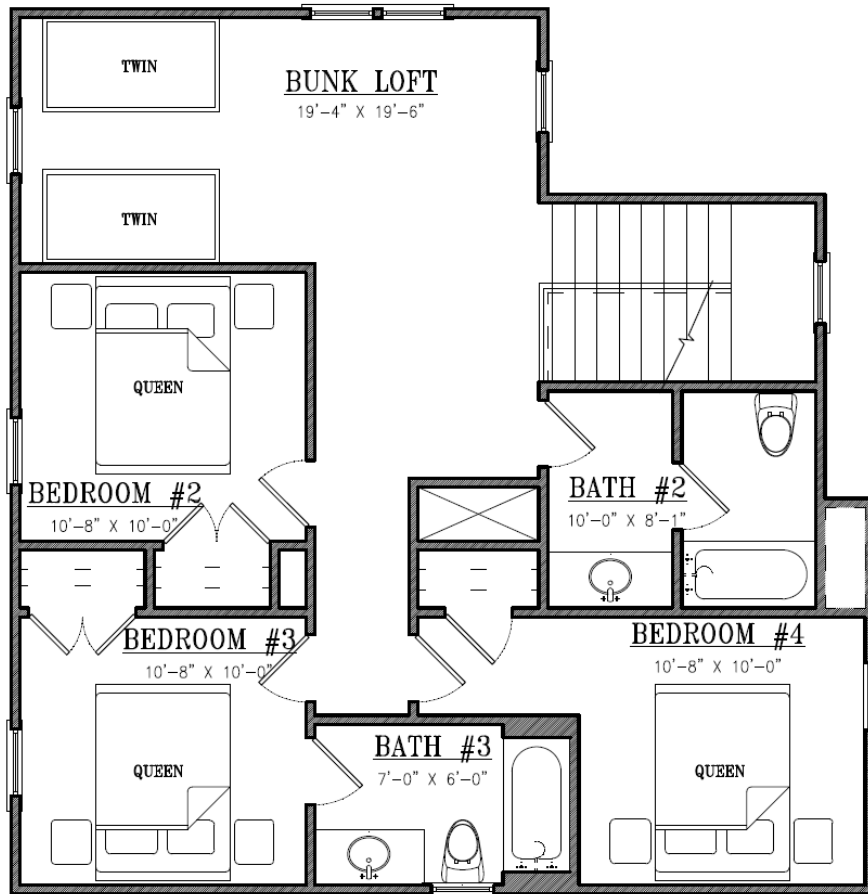 TWIN
BUNK LOFT
19'-4" X 19'-6"
TWIN
QUEEN
BEDROOM #2
10'-8" X 10'-0"
BATH #2
10'-0" X 8'-1"
BEDROOM #3
10'-8" X 10'-0"
BEDROOM #4
10'-8" X 10'-0"
BATH #3
7'-0" X 6'-0"
QUEEN
QUEEN